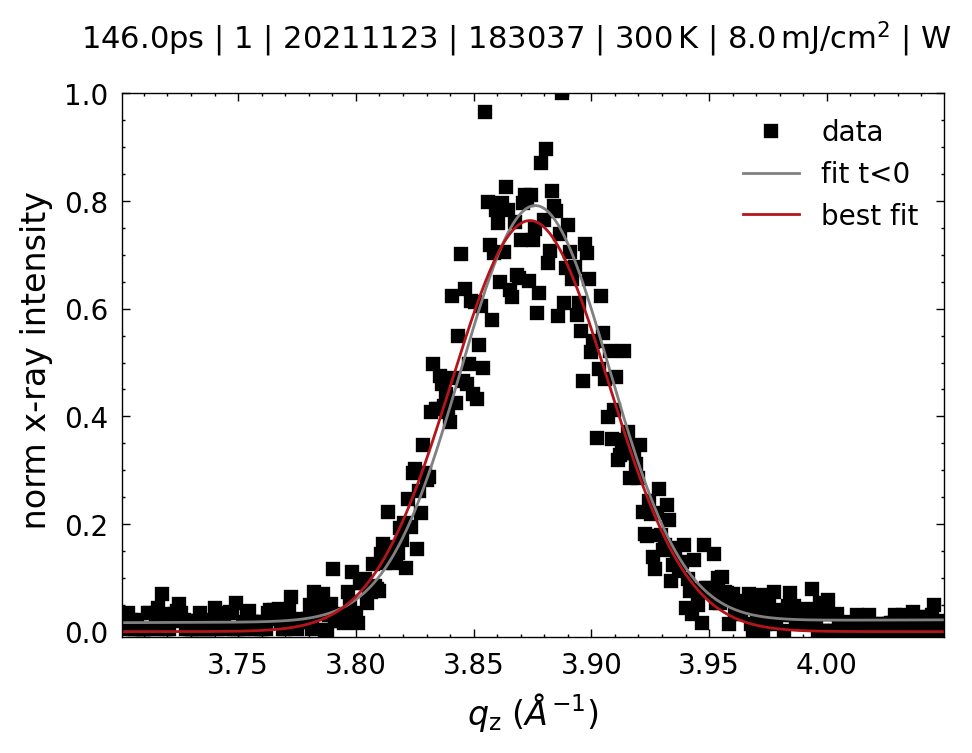 146.0ps | 1 | 20211123 | 183037 | 300 K | 8.0 mJ/cm² | W
1.0
data
fit t<0
best fit
0.8
0.6
0.4
0.2
0.0
norm x-ray intensity
3.75 3.80 3.85 3.90 3.95 4.00
q_z (Å⁻¹)